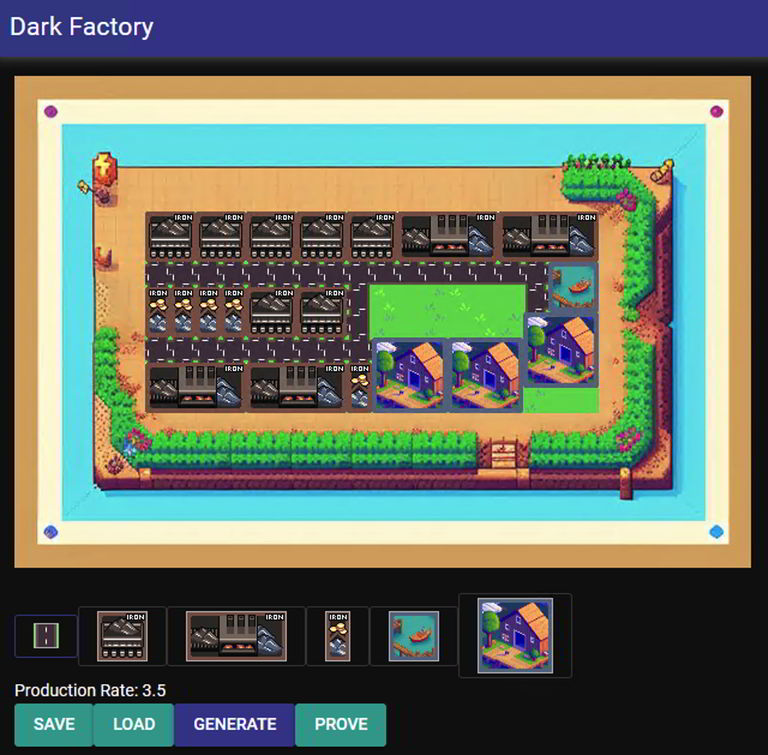 Dark Factory
IRON IRON IRON IRON IRON IRON IRON
IRON IRON IRON IRON IRON IRON
IRON IRON IRON
IRON IRON IRON
Production Rate: 3.5
SAVE LOAD GENERATE PROVE